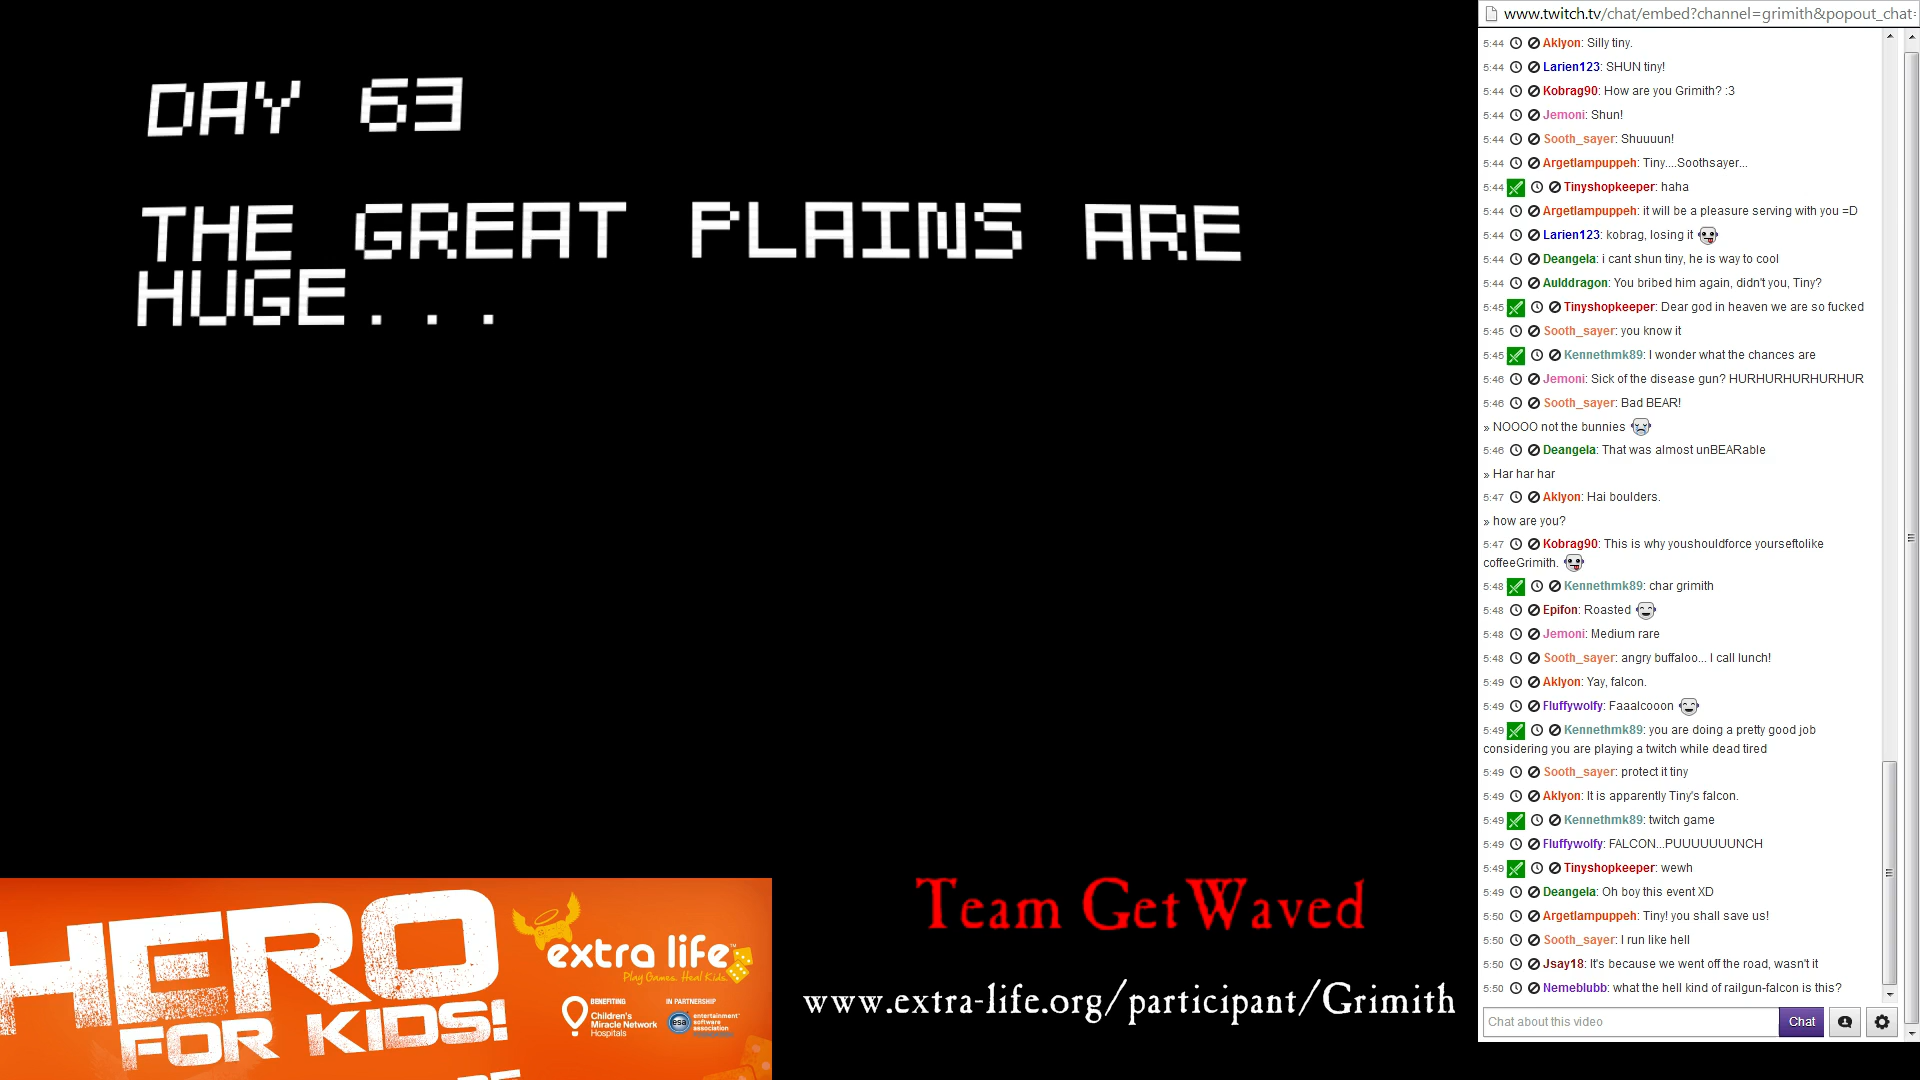 DAY 63
THE GREAT PLAINS ARE
HUGE...
HERO
FOR KIDS!
extra life™
Play Games. Heal Kids.
BENEFITING
Children's
Miracle Network
Hospitals
IN PARTNERSHIP
esa
entertainment
software
association
Team GetWaved
www.extra-life.org/participant/Grimith
www.twitch.tv/chat/embed?channel=grimith&popout_chat=
5:44 Aklyon: Silly tiny.
5:44 Larien123: SHUN tiny!
5:44 Kobrag90: How are you Grimith? :3
5:44 Jemoni: Shun!
5:44 Sooth_sayer: Shuuuun!
5:44 Argetlampuppeh: Tiny....Soothsayer...
5:44 Tinyshopkeeper: haha
5:44 Argetlampuppeh: it will be a pleasure serving with you =D
5:44 Larien123: kobrag, losing it
5:44 Deangela: i cant shun tiny, he is way to cool
5:44 Aulddragon: You bribed him again, didn't you, Tiny?
5:45 Tinyshopkeeper: Dear god in heaven we are so fucked
5:45 Sooth_sayer: you know it
5:45 Kennethmk89: I wonder what the chances are
5:46 Jemoni: Sick of the disease gun? HURHURHURHURHUR
5:46 Sooth_sayer: Bad BEAR!
» NOOOO not the bunnies
5:46 Deangela: That was almost unBEARable
» Har har har
5:47 Aklyon: Hai boulders.
» how are you?
5:47 Kobrag90: This is why youshouldforce yourseftolike
coffeeGrimith.
5:48 Kennethmk89: char grimith
5:48 Epifon: Roasted
5:48 Jemoni: Medium rare
5:48 Sooth_sayer: angry buffaloo... I call lunch!
5:49 Aklyon: Yay, falcon.
5:49 Fluffywolfy: Faaalcooon
5:49 Kennethmk89: you are doing a pretty good job
considering you are playing a twitch while dead tired
5:49 Sooth_sayer: protect it tiny
5:49 Aklyon: It is apparently Tiny's falcon.
5:49 Kennethmk89: twitch game
5:49 Fluffywolfy: FALCON...PUUUUUUUNCH
5:49 Tinyshopkeeper: wewh
5:49 Deangela: Oh boy this event XD
5:50 Argetlampuppeh: Tiny! you shall save us!
5:50 Sooth_sayer: I run like hell
5:50 Jsay18: It's because we went off the road, wasn't it
5:50 Nemeblubb: what the hell kind of railgun-falcon is this?
Chat about this video
Chat